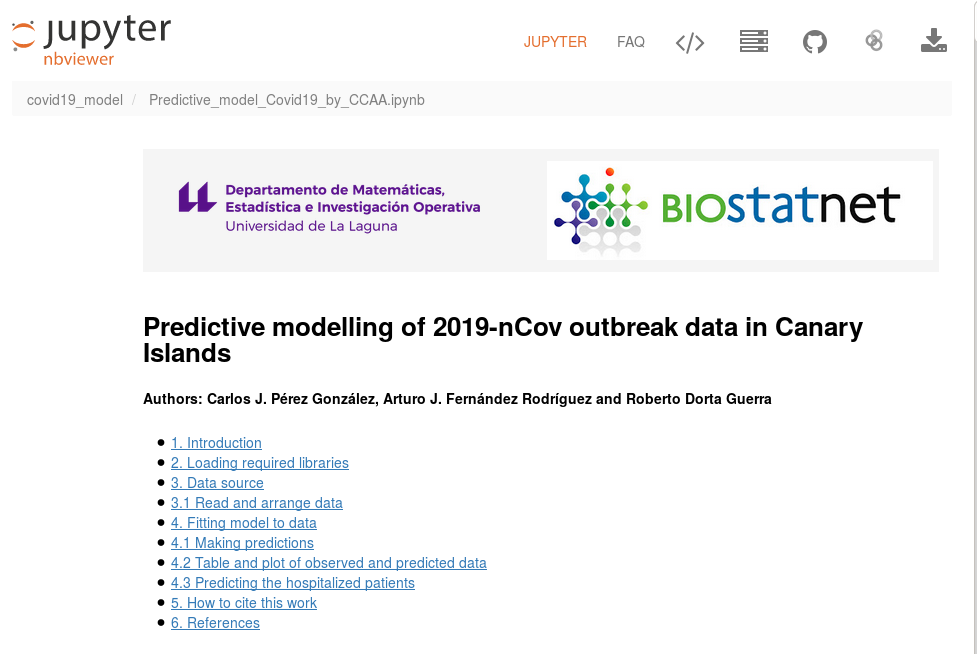 jupyter
nbviewer
JUPYTER
FAQ
covid19_model / Predictive_model_Covid19_by_CCAA.ipynb
Departamento de Matemáticas,
Estadística e Investigación Operativa
Universidad de La Laguna
BIOstatnet
Predictive modelling of 2019-nCov outbreak data in Canary
Islands
Authors: Carlos J. Pérez González, Arturo J. Fernández Rodríguez and Roberto Dorta Guerra
1. Introduction
2. Loading required libraries
3. Data source
3.1 Read and arrange data
4. Fitting model to data
4.1 Making predictions
4.2 Table and plot of observed and predicted data
4.3 Predicting the hospitalized patients
5. How to cite this work
6. References